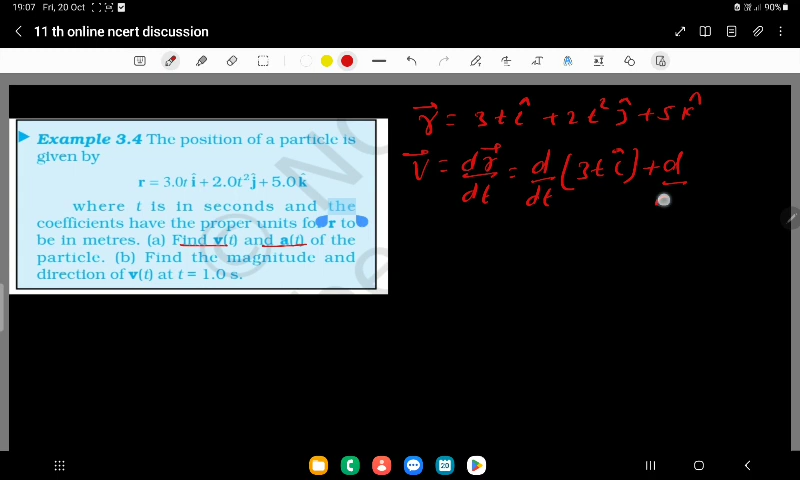 19:07 Fri, 20 Oct
90%
11 th online ncert discussion
Example 3.4 The position of a particle is
given by
r = 3.0t î + 2.0t² ĵ + 5.0 k̂
where t is in seconds and the
coefficients have the proper units for r to
be in metres. (a) Find v(t) and a(t) of the
particle. (b) Find the magnitude and
direction of v(t) at t = 1.0 s.
r⃗ = 3t î + 2t² ĵ + 5 k̂
v⃗ = dr⃗/dt = d/dt (3t î) + d
20